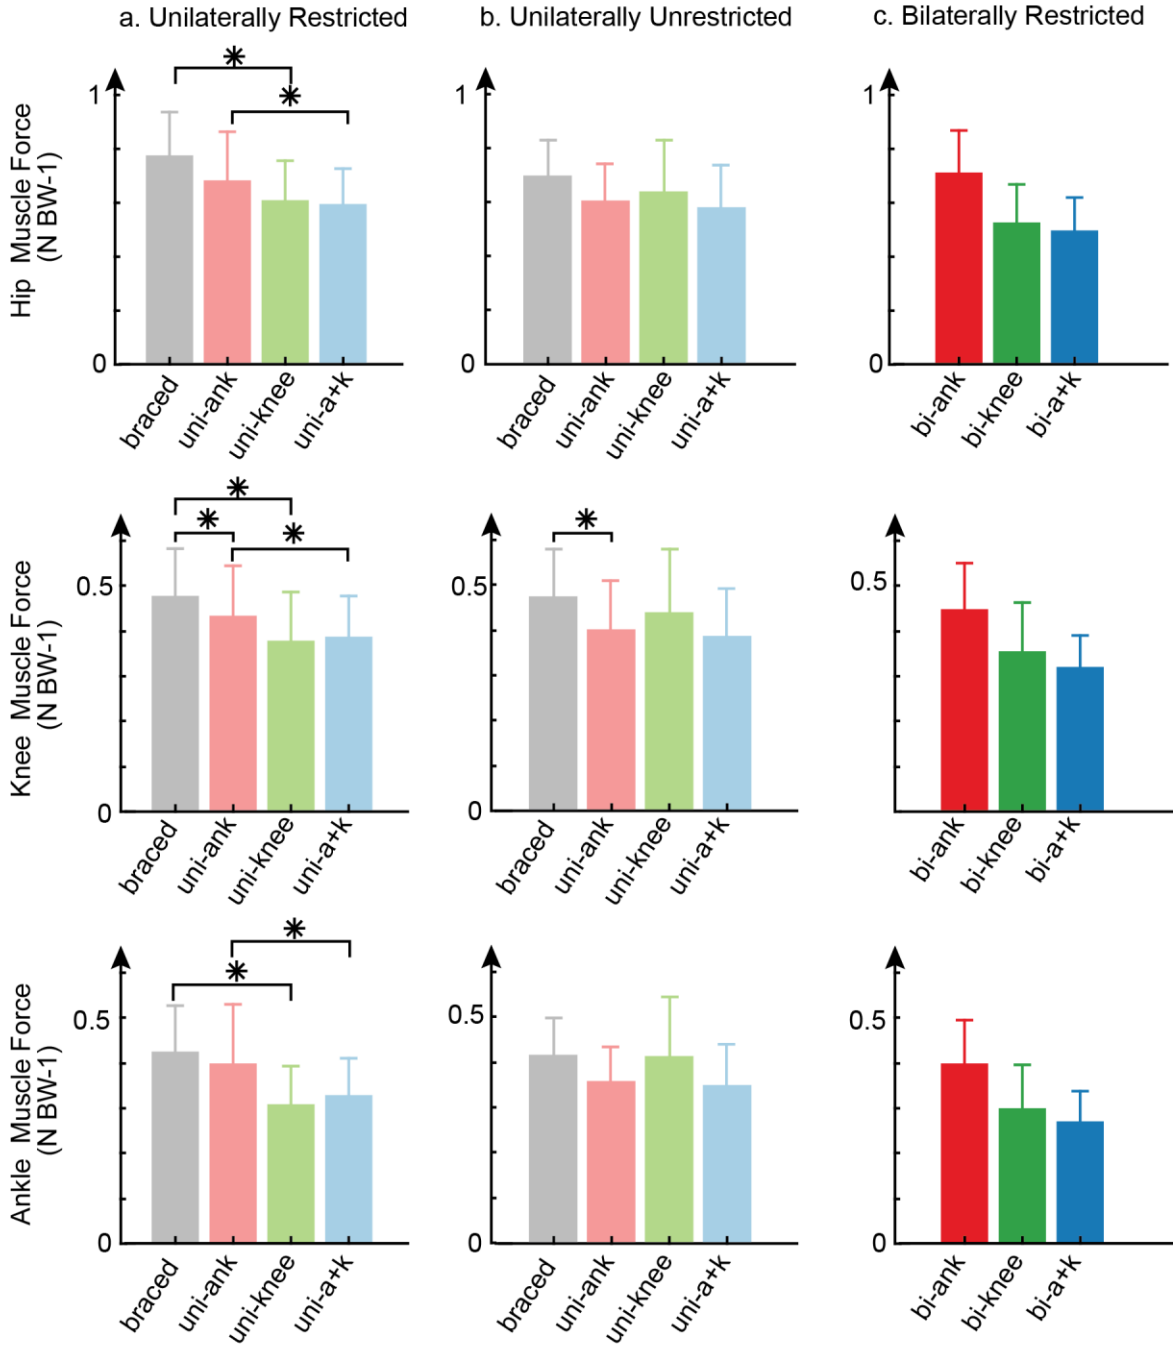 a. Unilaterally Restricted
b. Unilaterally Unrestricted
c. Bilaterally Restricted
Hip Muscle Force
(N BW-1)
1
0
*
*
braced
uni-ank
uni-knee
uni-a+k
1
0
braced
uni-ank
uni-knee
uni-a+k
1
0
bi-ank
bi-knee
bi-a+k
Knee Muscle Force
(N BW-1)
0.5
0
*
*
*
braced
uni-ank
uni-knee
uni-a+k
0.5
0
*
braced
uni-ank
uni-knee
uni-a+k
0.5
bi-ank
bi-knee
bi-a+k
Ankle Muscle Force
(N BW-1)
0.5
0
*
*
braced
uni-ank
uni-knee
uni-a+k
0.5
0
braced
uni-ank
uni-knee
uni-a+k
0.5
0
bi-ank
bi-knee
bi-a+k